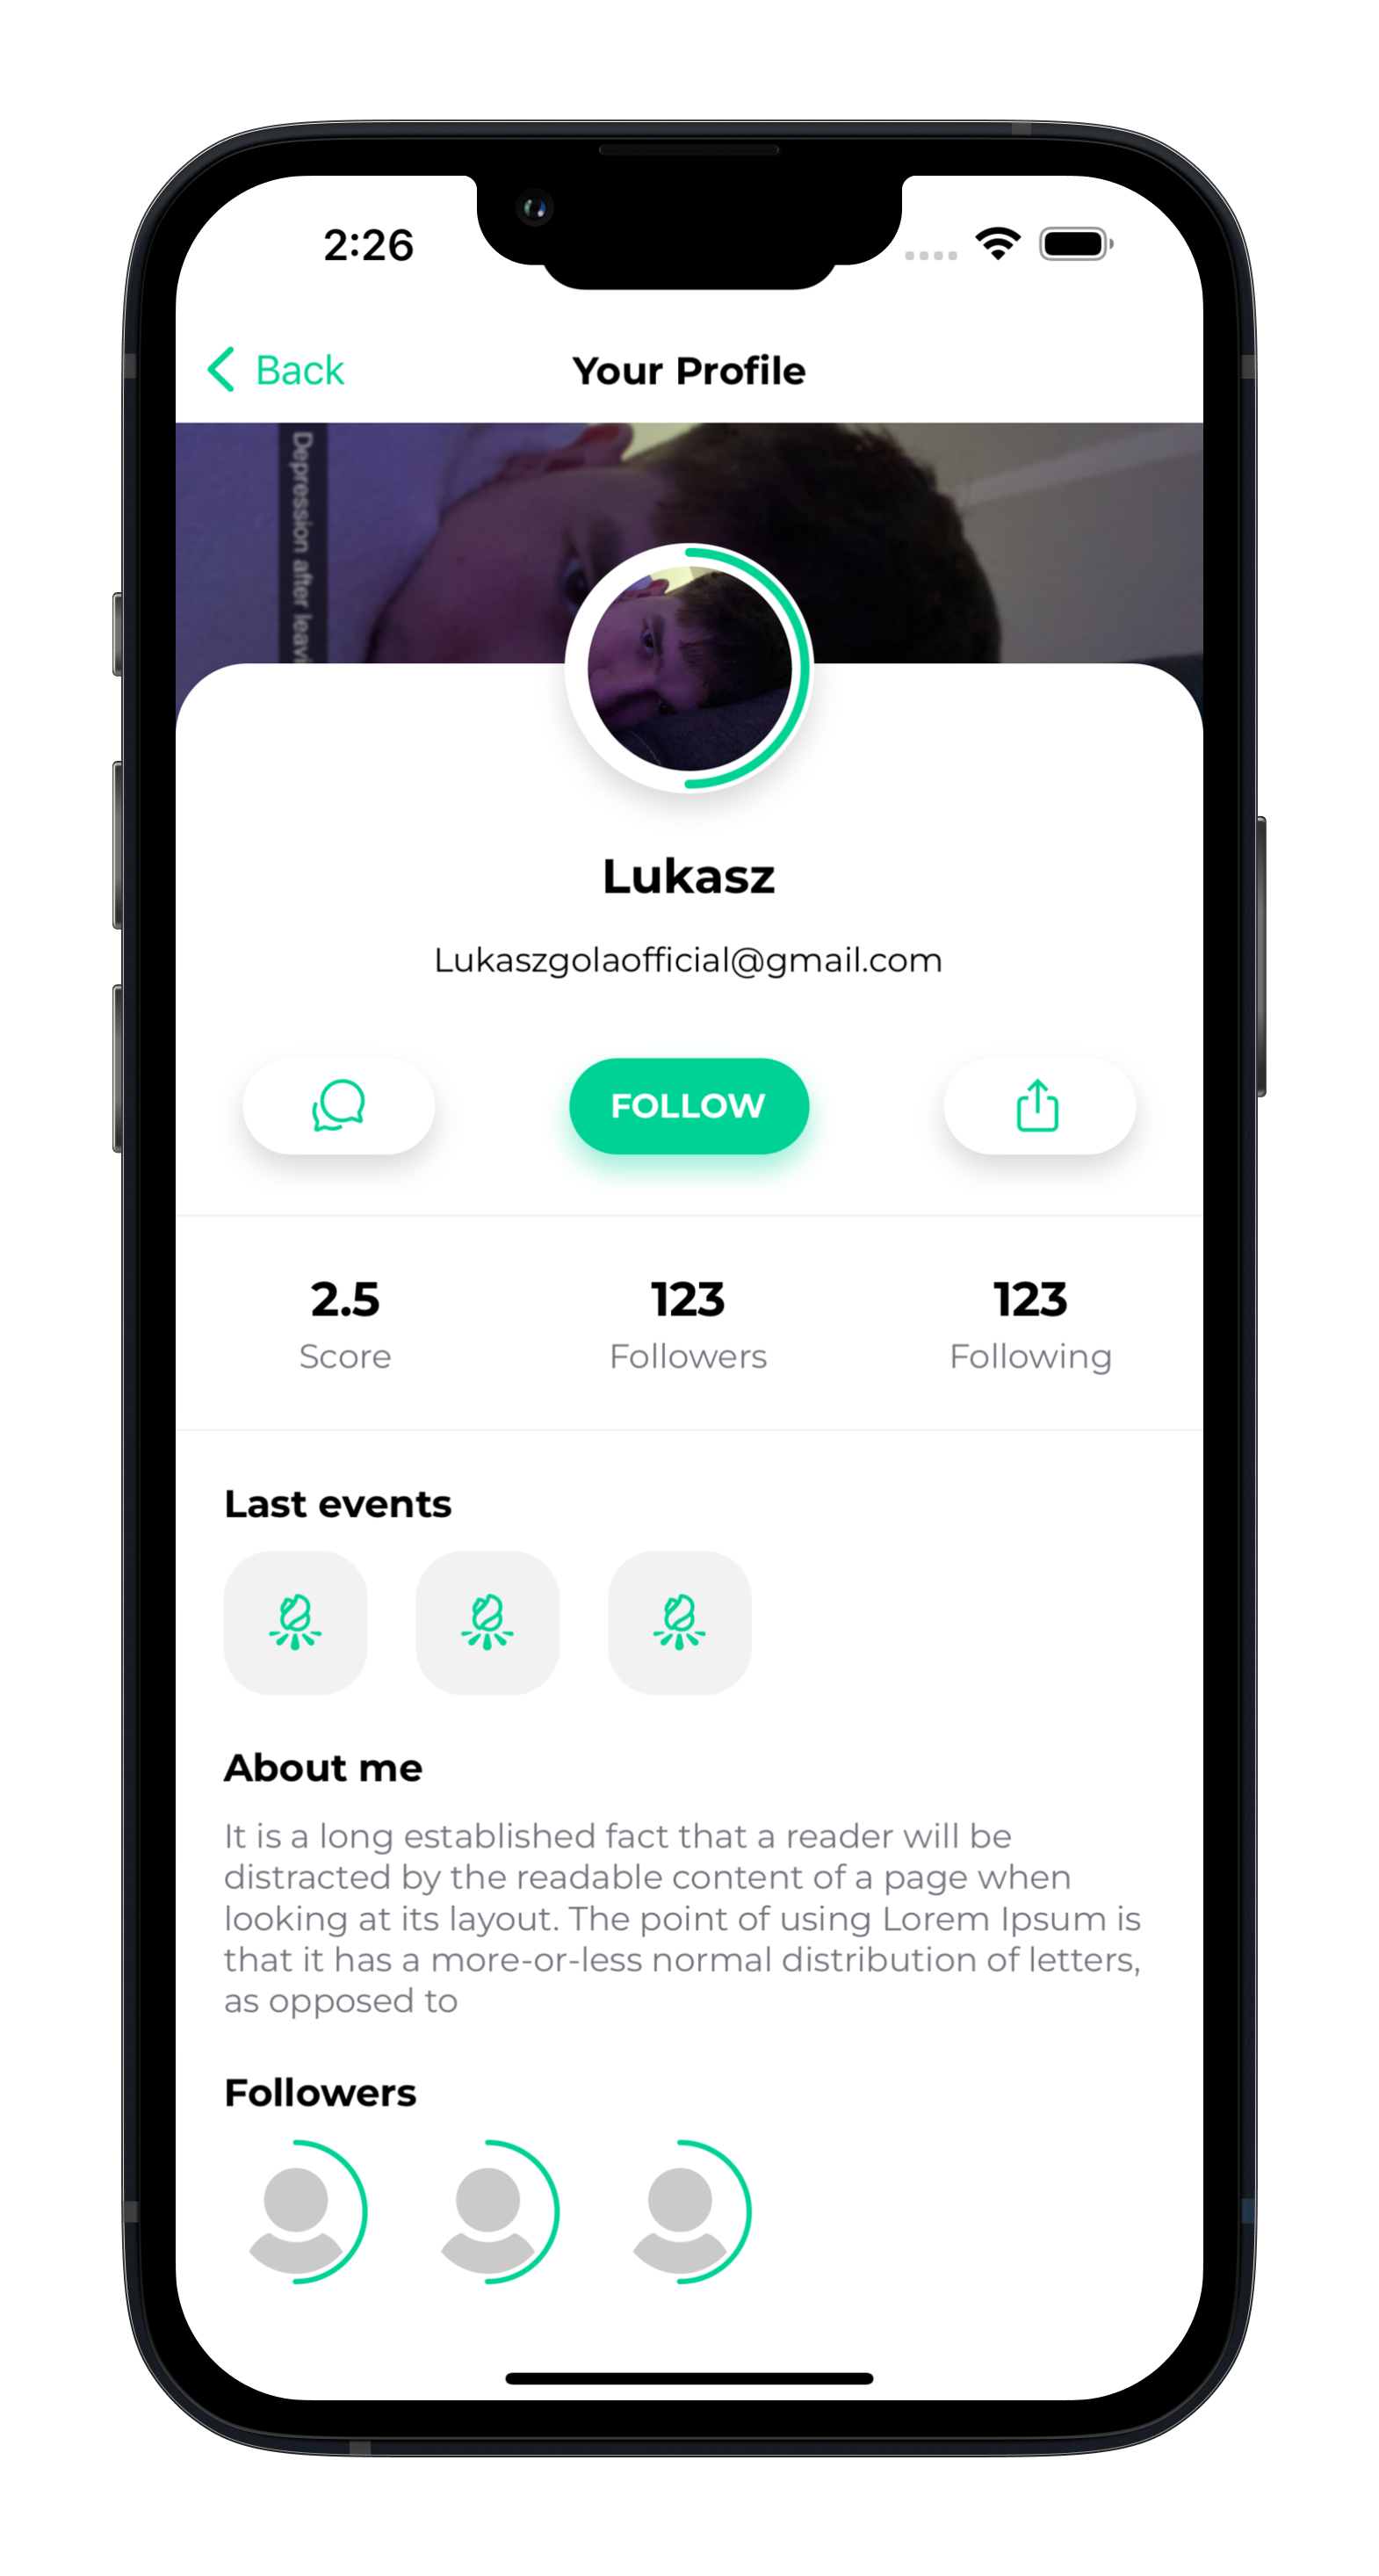 2:26
Back
Your Profile
Depression after leavi
Lukasz
Lukaszgolaofficial@gmail.com
FOLLOW
2.5
123
123
Score
Followers
Following
Last events
About me
It is a long established fact that a reader will be
distracted by the readable content of a page when
looking at its layout. The point of using Lorem Ipsum is
that it has a more-or-less normal distribution of letters,
as opposed to
Followers